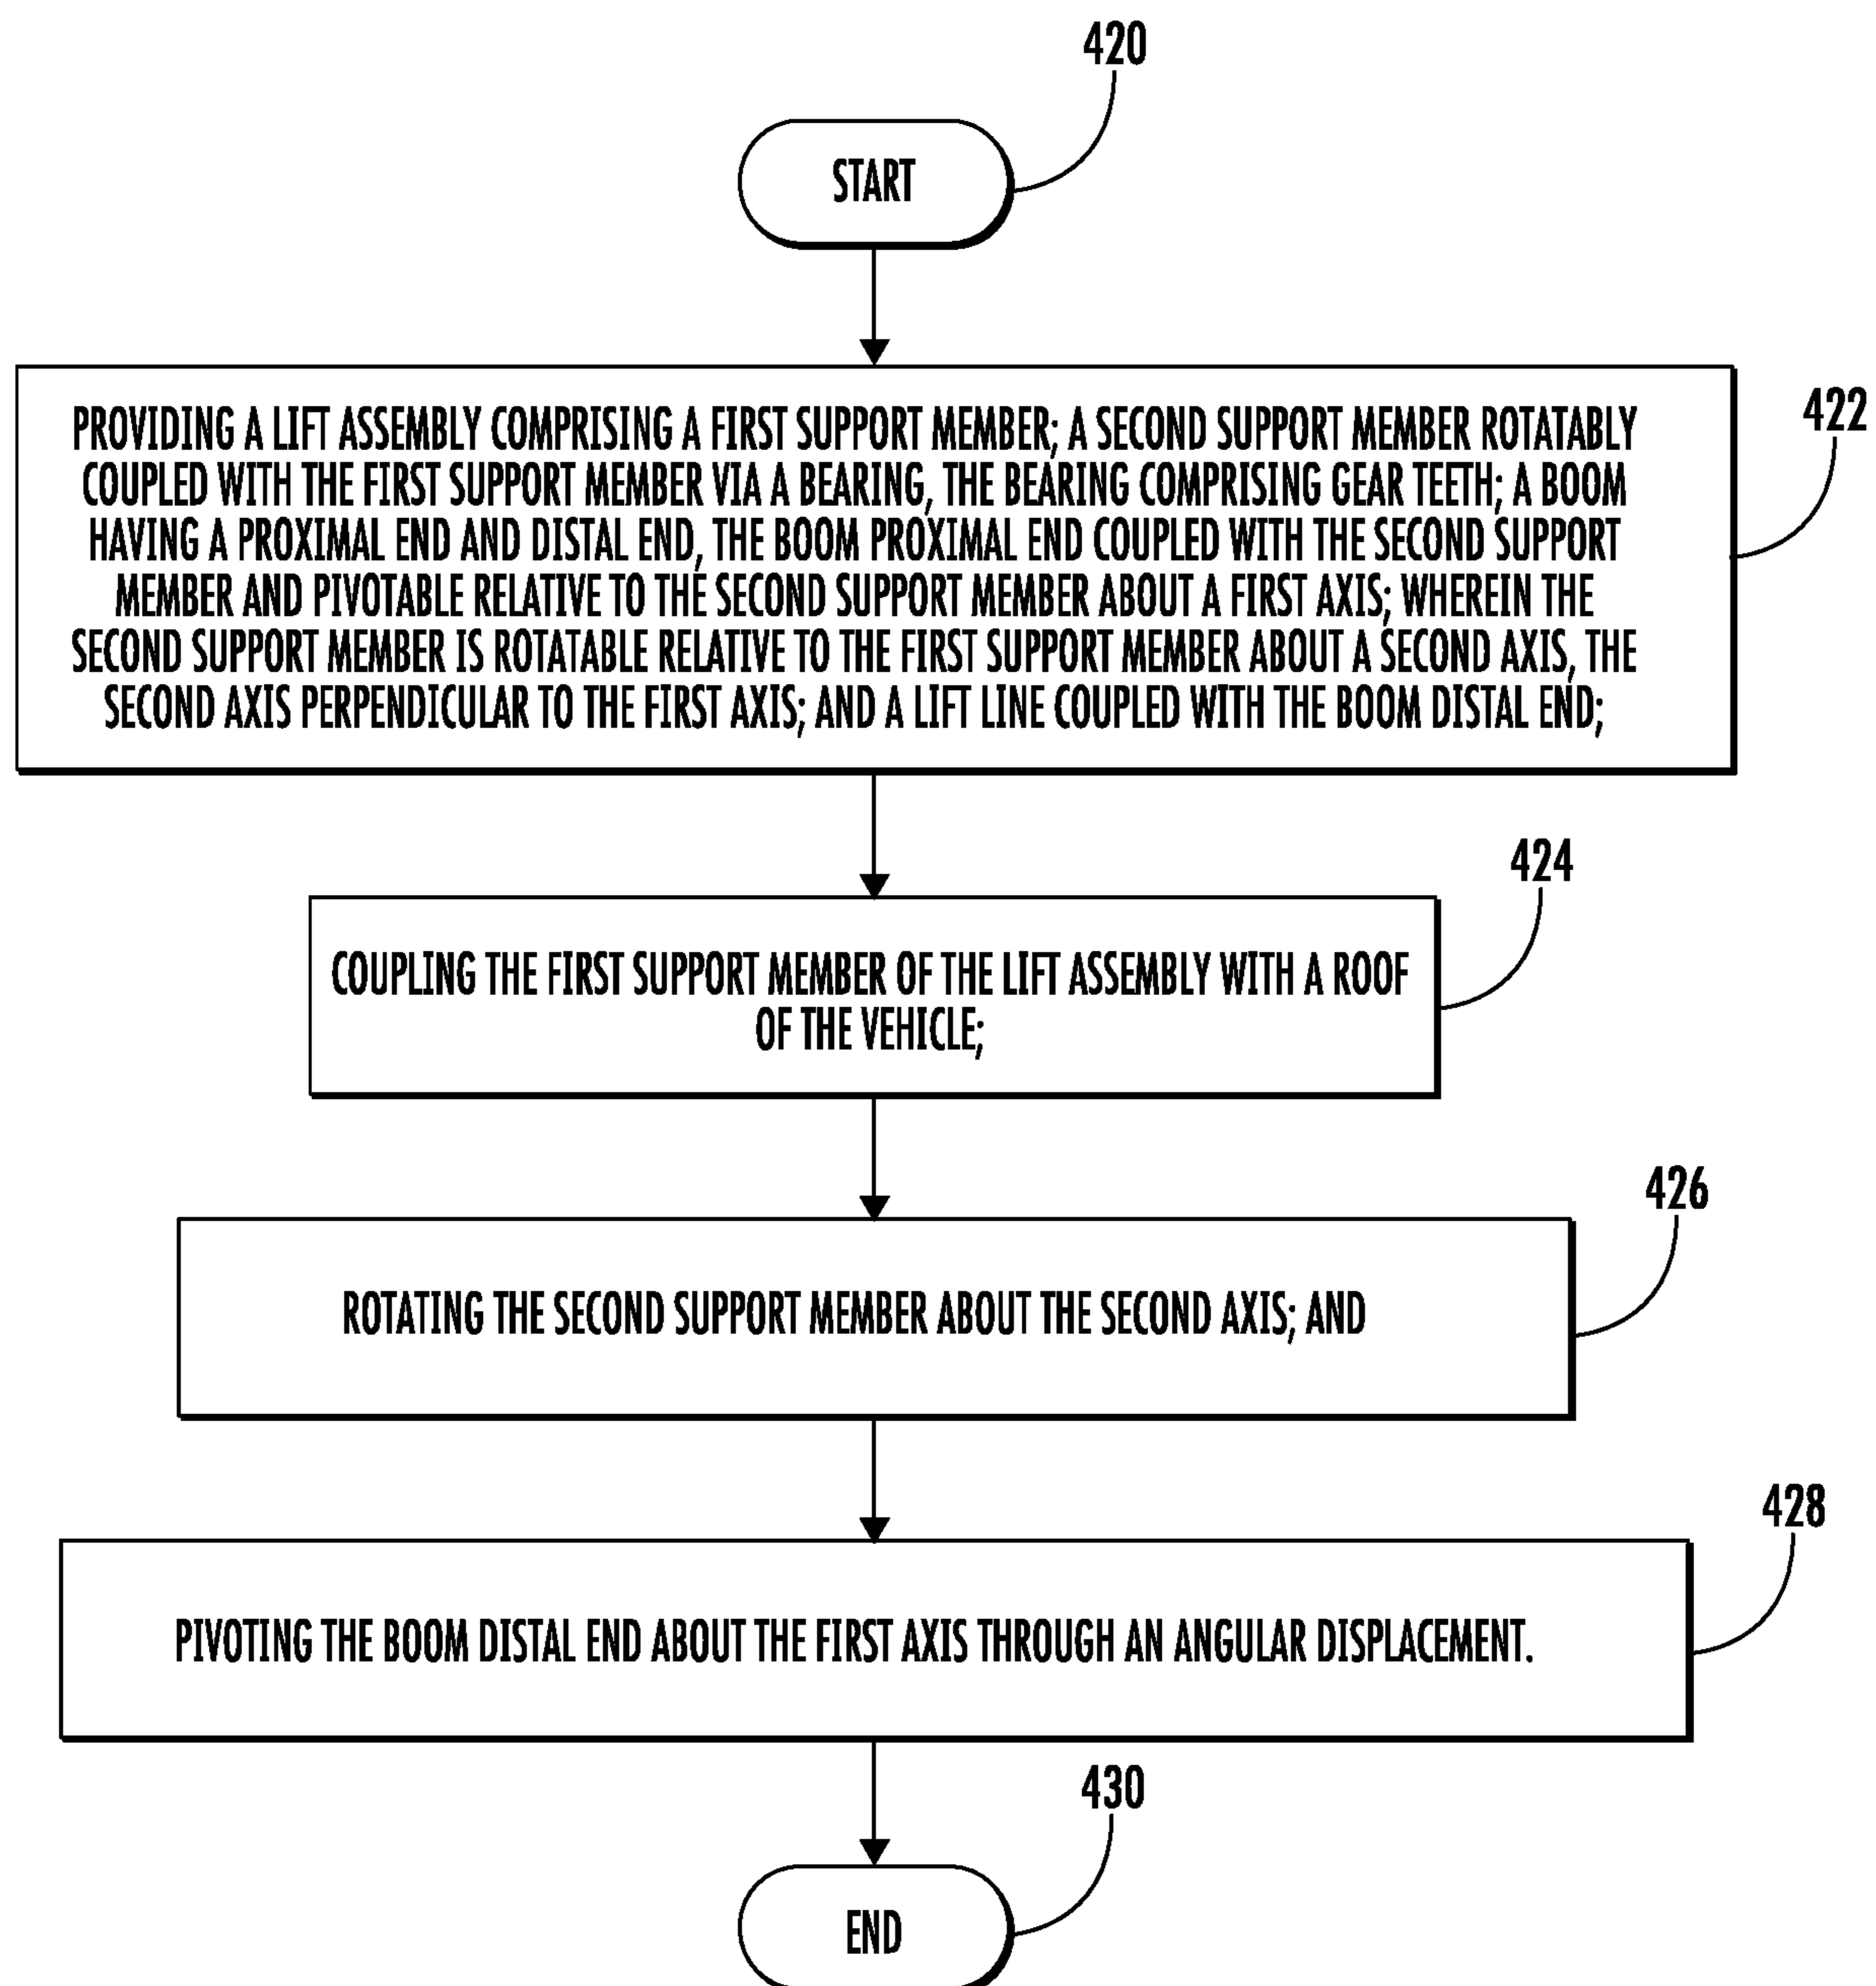 420
START
PROVIDING A LIFT ASSEMBLY COMPRISING A FIRST SUPPORT MEMBER; A SECOND SUPPORT MEMBER ROTATABLY
COUPLED WITH THE FIRST SUPPORT MEMBER VIA A BEARING, THE BEARING COMPRISING GEAR TEETH; A BOOM
HAVING A PROXIMAL END AND DISTAL END, THE BOOM PROXIMAL END COUPLED WITH THE SECOND SUPPORT
MEMBER AND PIVOTABLE RELATIVE TO THE SECOND SUPPORT MEMBER ABOUT A FIRST AXIS; WHEREIN THE
SECOND SUPPORT MEMBER IS ROTATABLE RELATIVE TO THE FIRST SUPPORT MEMBER ABOUT A SECOND AXIS, THE
SECOND AXIS PERPENDICULAR TO THE FIRST AXIS; AND A LIFT LINE COUPLED WITH THE BOOM DISTAL END;
422
424
COUPLING THE FIRST SUPPORT MEMBER OF THE LIFT ASSEMBLY WITH A ROOF
OF THE VEHICLE;
426
ROTATING THE SECOND SUPPORT MEMBER ABOUT THE SECOND AXIS; AND
428
PIVOTING THE BOOM DISTAL END ABOUT THE FIRST AXIS THROUGH AN ANGULAR DISPLACEMENT.
430
END